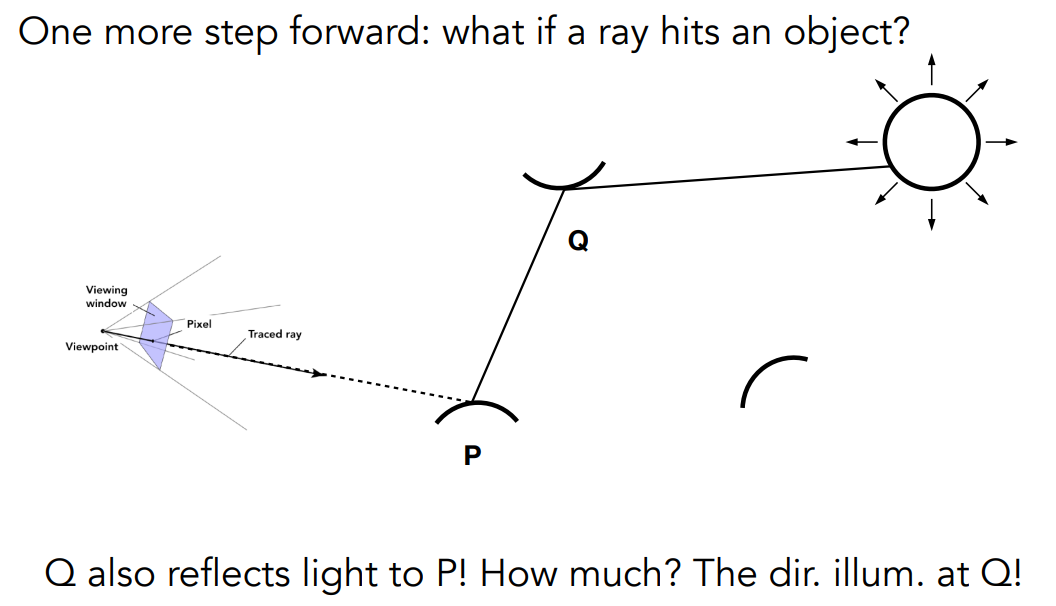 One more step forward: what if a ray hits an object?
Q
Viewing
window
Pixel
Traced ray
Viewpoint
P
Q also reflects light to P! How much? The dir. illum. at Q!